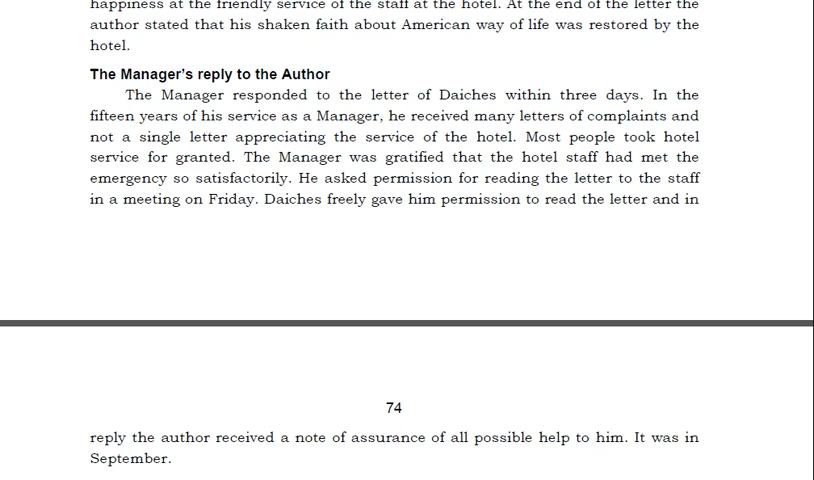 happiness at the friendly service of the staff at the hotel. At the end of the letter the
author stated that his shaken faith about American way of life was restored by the
hotel.
The Manager's reply to the Author
The Manager responded to the letter of Daiches within three days. In the
fifteen years of his service as a Manager, he received many letters of complaints and
not a single letter appreciating the service of the hotel. Most people took hotel
service for granted. The Manager was gratified that the hotel staff had met the
emergency so satisfactorily. He asked permission for reading the letter to the staff
in a meeting on Friday. Daiches freely gave him permission to read the letter and in
74
reply the author received a note of assurance of all possible help to him. It was in
September.